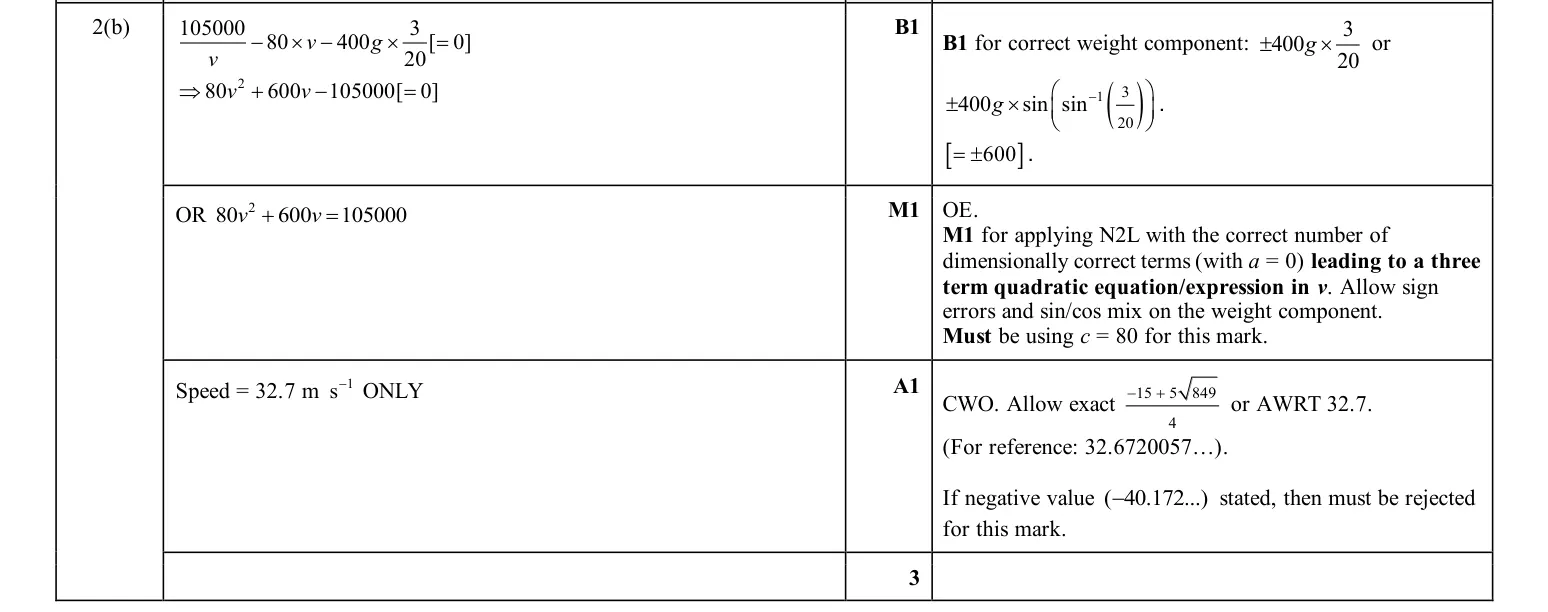 2(b)
105000/v − 80 × v − 400g × 3/20 [= 0]
⇒ 80v² + 600v − 105000[= 0]
B1
B1 for correct weight component: ±400g × 3/20 or
±400g × sin(sin⁻¹(3/20)).
[= ±600].
OR 80v² + 600v = 105000
M1
OE.
M1 for applying N2L with the correct number of
dimensionally correct terms (with a = 0) leading to a three
term quadratic equation/expression in v. Allow sign
errors and sin/cos mix on the weight component.
Must be using c = 80 for this mark.
Speed = 32.7 m s⁻¹ ONLY
A1
CWO. Allow exact (−15 + 5√849)/4 or AWRT 32.7.
(For reference: 32.6720057…).
If negative value (−40.172...) stated, then must be rejected
for this mark.
3